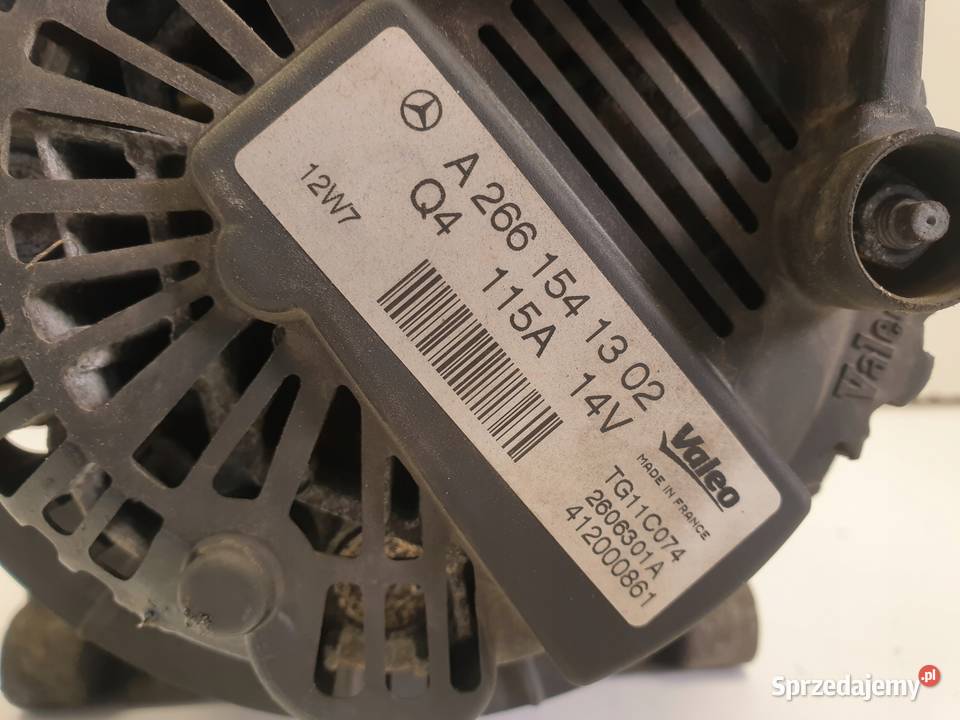 A 266 154 13 02
Q4 115A 14V
12W7
Valeo
MADE IN FRANCE
TG11C074
2606301A
412000861
Valeo
Sprzedajemy.pl